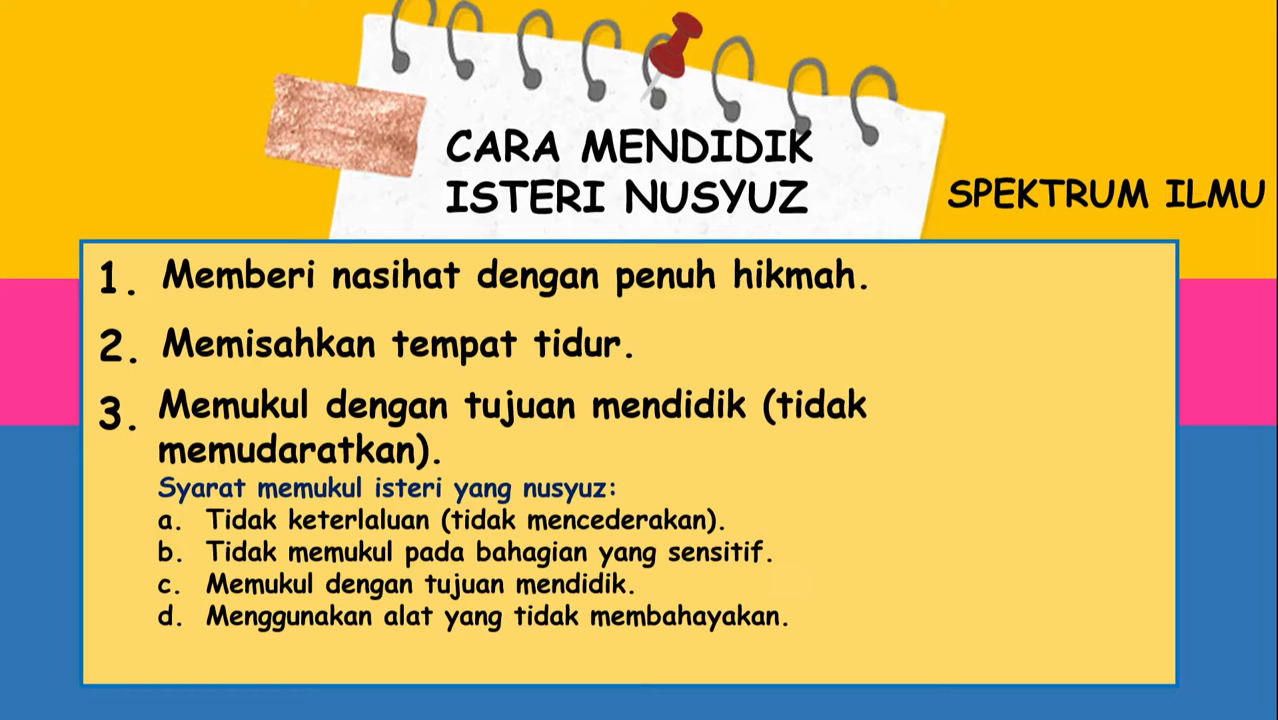 CARA MENDIDIK
ISTERI NUSYUZ
SPEKTRUM ILMU
1. Memberi nasihat dengan penuh hikmah.
2. Memisahkan tempat tidur.
3. Memukul dengan tujuan mendidik (tidak
memudaratkan).
Syarat memukul isteri yang nusyuz:
a. Tidak keterlaluan (tidak mencederakan).
b. Tidak memukul pada bahagian yang sensitif.
c. Memukul dengan tujuan mendidik.
d. Menggunakan alat yang tidak membahayakan.